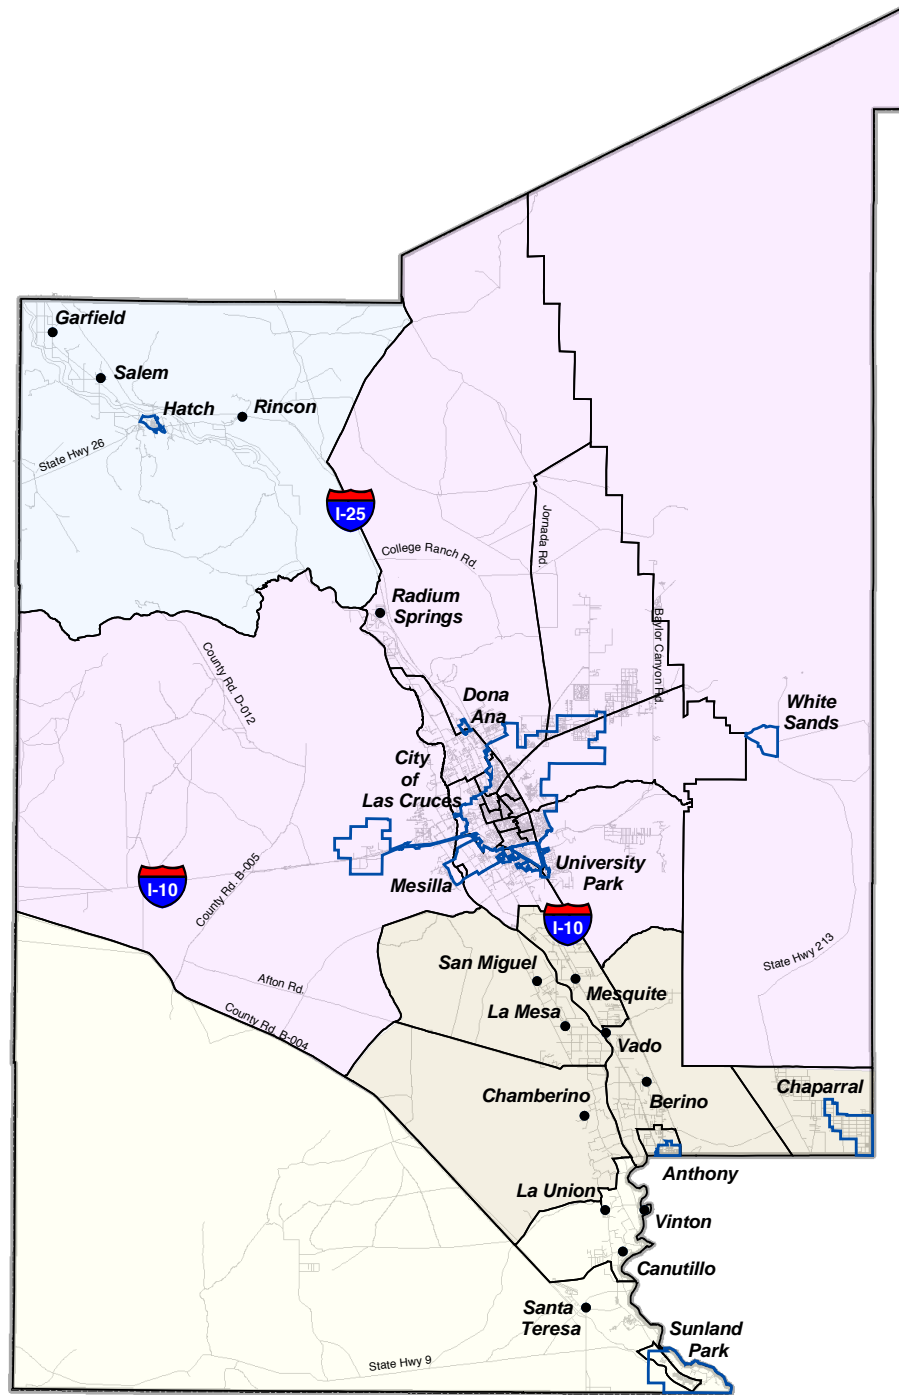 Garfield
Salem
Hatch
Rincon
State Hwy 26
I-25
College Ranch Rd.
Jornada Rd.
Radium
Springs
Baylor Canyon Rd.
County Rd. D-012
Dona
Ana
White
Sands
City
of
Las Cruces
County Rd. B-005
I-10
Mesilla
University
Park
I-10
State Hwy 213
San Miguel
Afton Rd.
Mesquite
La Mesa
County Rd. B-004
Vado
Chaparral
Chamberino
Berino
Anthony
La Union
Vinton
Canutillo
Santa
Teresa
Sunland
Park
State Hwy 9